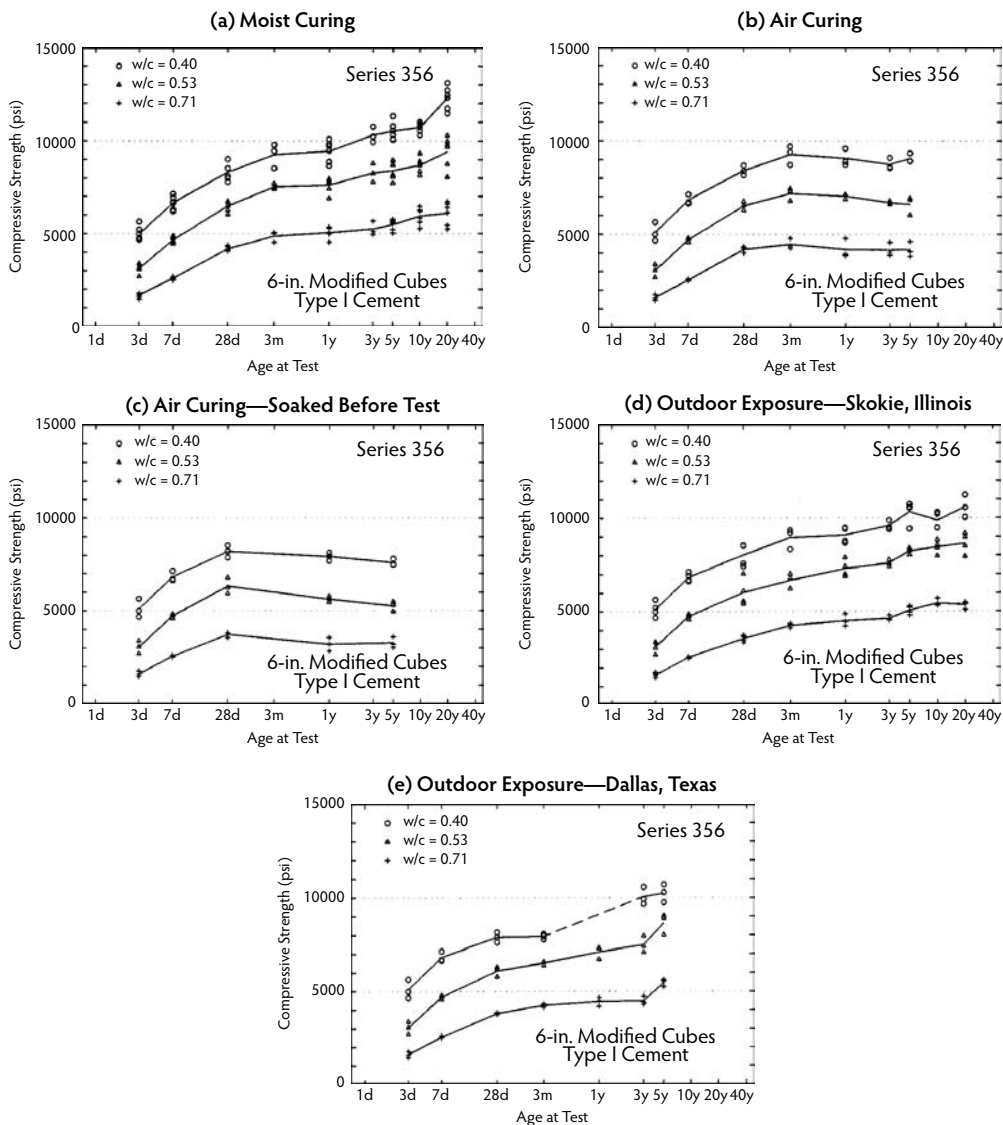 (a) Moist Curing
15000
10000
5000
0
Compressive Strength (psi)
w/c = 0.40
w/c = 0.53
w/c = 0.71
Series 356
6-in. Modified Cubes
Type I Cement
1d 3d 7d 28d 3m 1y 3y 5y 10y 20y 40y
Age at Test
(b) Air Curing
15000
10000
5000
0
Compressive Strength (psi)
w/c = 0.40
w/c = 0.53
w/c = 0.71
Series 356
6-in. Modified Cubes
Type I Cement
1d 3d 7d 28d 3m 1y 3y 5y 10y 20y 40y
Age at Test
(c) Air Curing—Soaked Before Test
15000
10000
5000
0
Compressive Strength (psi)
w/c = 0.40
w/c = 0.53
w/c = 0.71
Series 356
6-in. Modified Cubes
Type I Cement
1d 3d 7d 28d 3m 1y 3y 5y 10y 20y 40y
Age at Test
(d) Outdoor Exposure—Skokie, Illinois
15000
10000
5000
0
Compressive Strength (psi)
w/c = 0.40
w/c = 0.53
w/c = 0.71
Series 356
6-in. Modified Cubes
Type I Cement
1d 3d 7d 28d 3m 1y 3y 5y 10y 20y 40y
Age at Test
(e) Outdoor Exposure—Dallas, Texas
15000
10000
5000
0
Compressive Strength (psi)
w/c = 0.40
w/c = 0.53
w/c = 0.71
Series 356
6-in. Modified Cubes
Type I Cement
1d 3d 7d 28d 3m 1y 3y 5y 10y 20y 40y
Age at Test